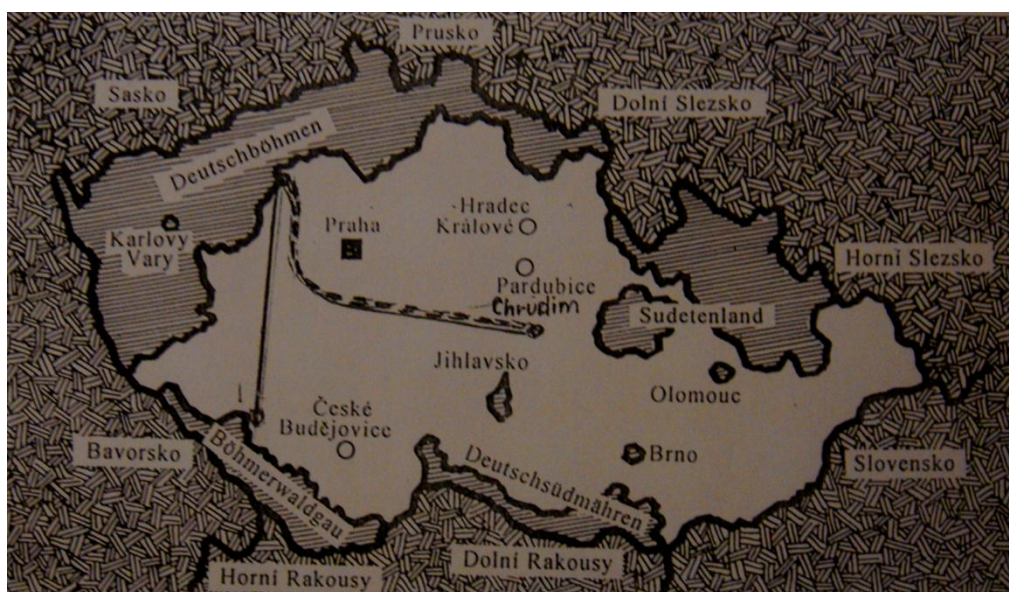 Prusko
Sasko
Dolní Slezsko
Deutschböhmen
Hradec
Králové
Praha
Karlovy
Vary
Horní Slezsko
Pardubice
Chrudim
Sudetenland
Jihlavsko
Olomouc
České
Budějovice
Bavorsko
Böhmerwaldgau
Deutschsüdmähren
Brno
Slovensko
Dolní Rakousy
Horní Rakousy